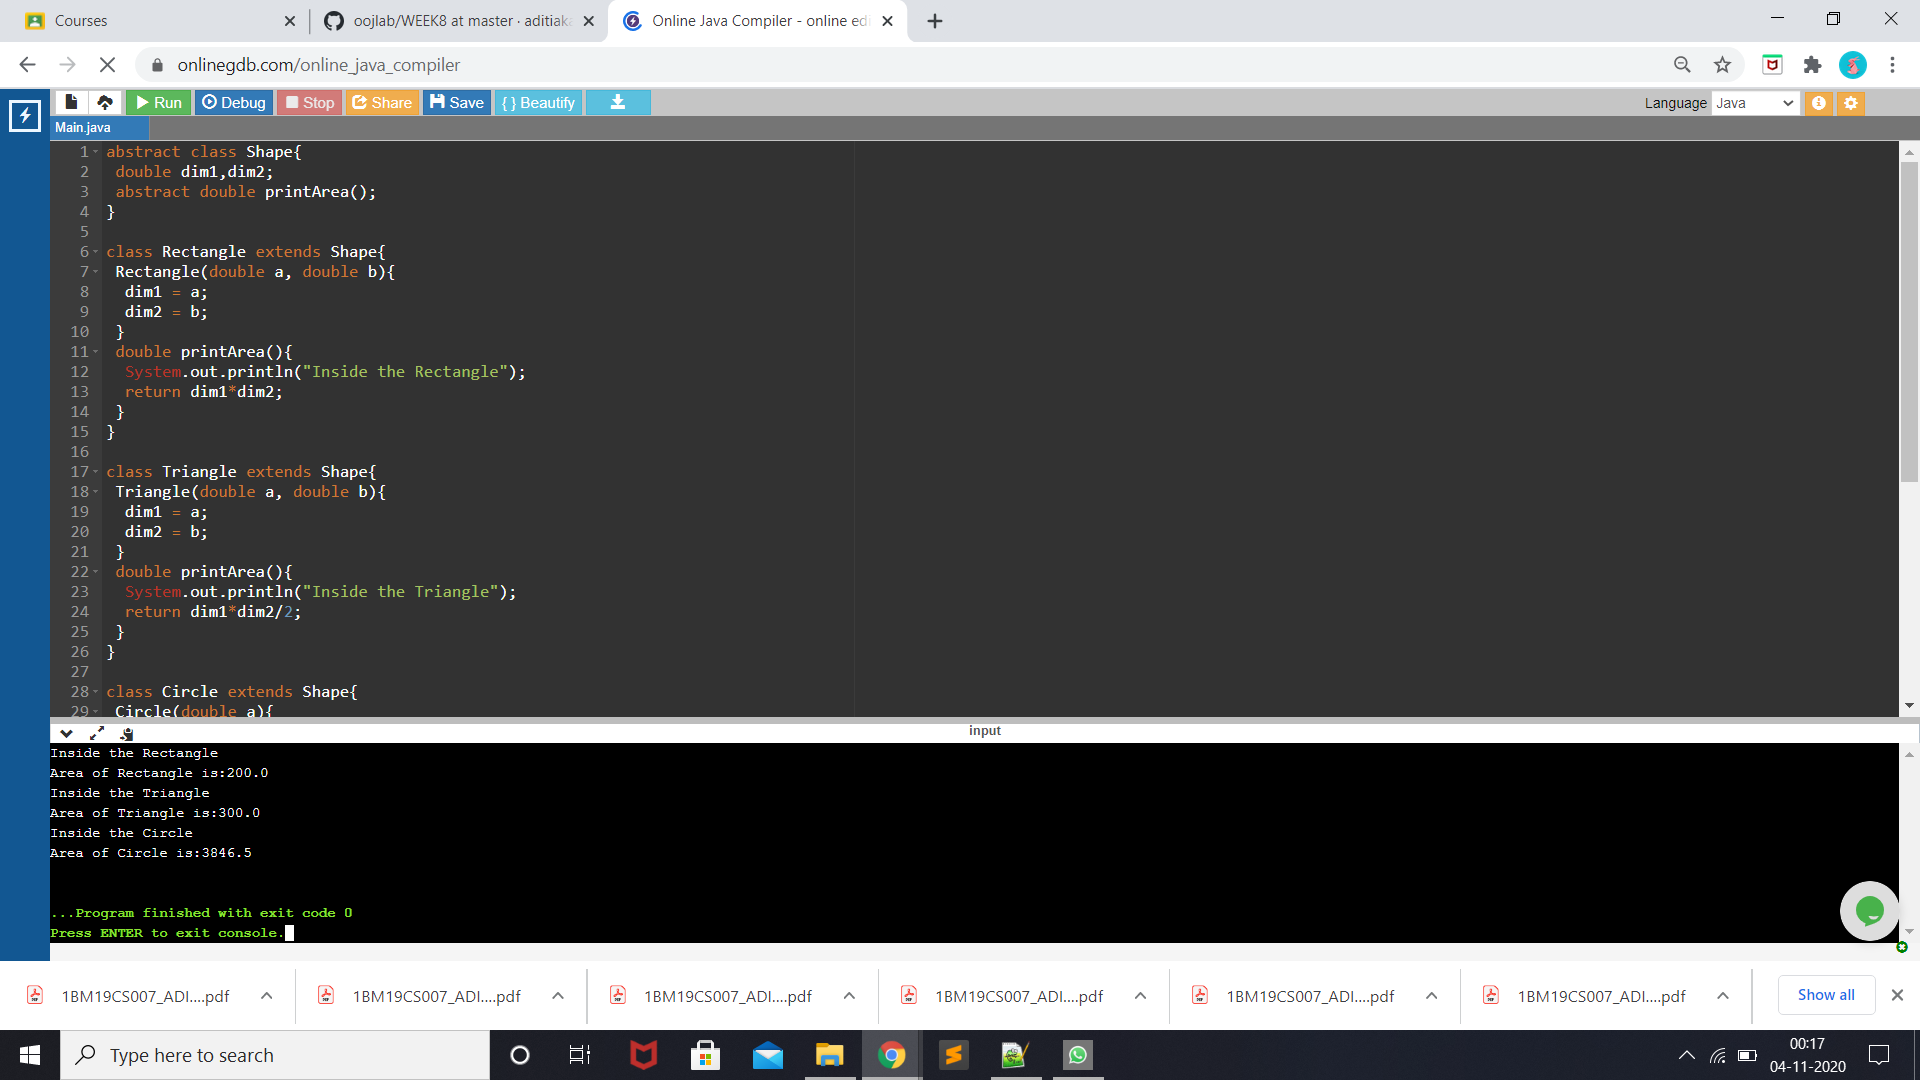 Courses
oojlab/WEEK8 at master · aditiaka
Online Java Compiler - online edi
onlinegdb.com/online_java_compiler
Run
Debug
Stop
Share
Save
{ } Beautify
Language
Java
Main.java
1 abstract class Shape{
2 double dim1,dim2;
3 abstract double printArea();
4 }
5
6 class Rectangle extends Shape{
7 Rectangle(double a, double b){
8 dim1 = a;
9 dim2 = b;
10 }
11 double printArea(){
12 System.out.println("Inside the Rectangle");
13 return dim1*dim2;
14 }
15 }
16
17 class Triangle extends Shape{
18 Triangle(double a, double b){
19 dim1 = a;
20 dim2 = b;
21 }
22 double printArea(){
23 System.out.println("Inside the Triangle");
24 return dim1*dim2/2;
25 }
26 }
27
28 class Circle extends Shape{
29 Circle(double a){
input
Inside the Rectangle
Area of Rectangle is:200.0
Inside the Triangle
Area of Triangle is:300.0
Inside the Circle
Area of Circle is:3846.5
...Program finished with exit code 0
Press ENTER to exit console.
1BM19CS007_ADI....pdf
1BM19CS007_ADI....pdf
1BM19CS007_ADI....pdf
1BM19CS007_ADI....pdf
1BM19CS007_ADI....pdf
1BM19CS007_ADI....pdf
Show all
Type here to search
00:17
04-11-2020